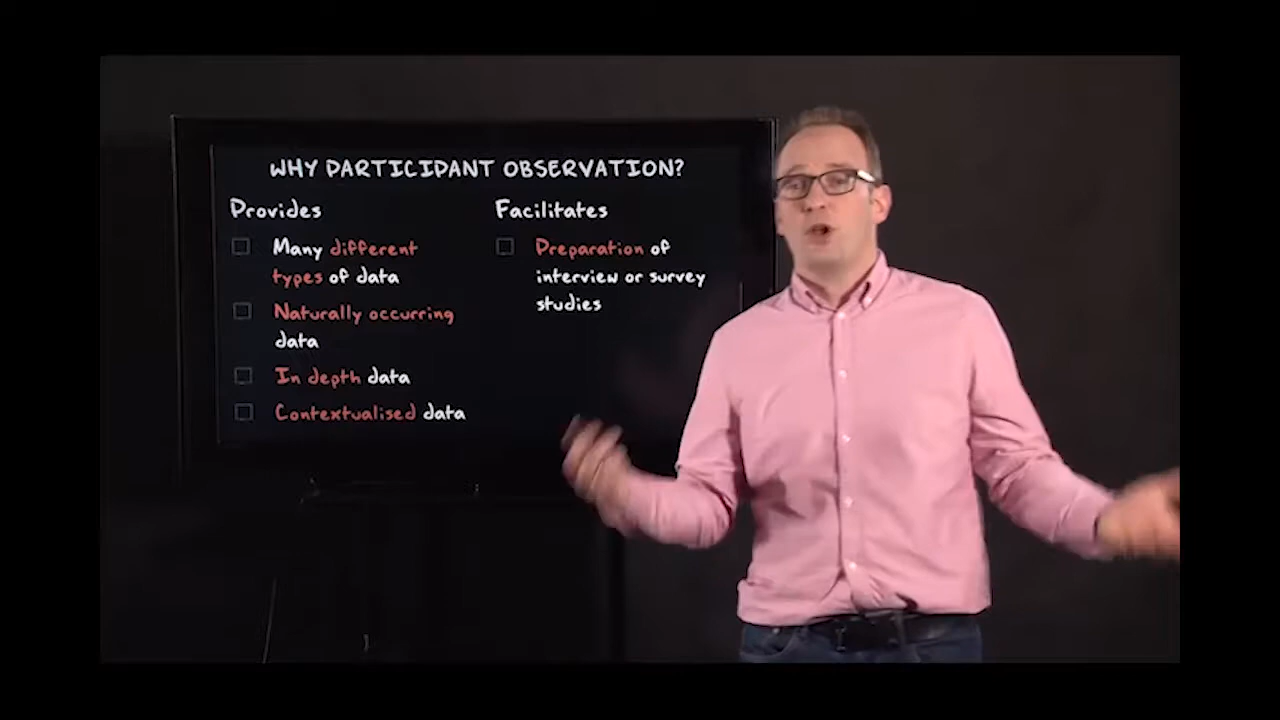 WHY PARTICIPANT OBSERVATION?
Provides
Many different
types of data
Naturally occurring
data
In depth data
Contextualised data
Facilitates
Preparation of
interview or survey
studies